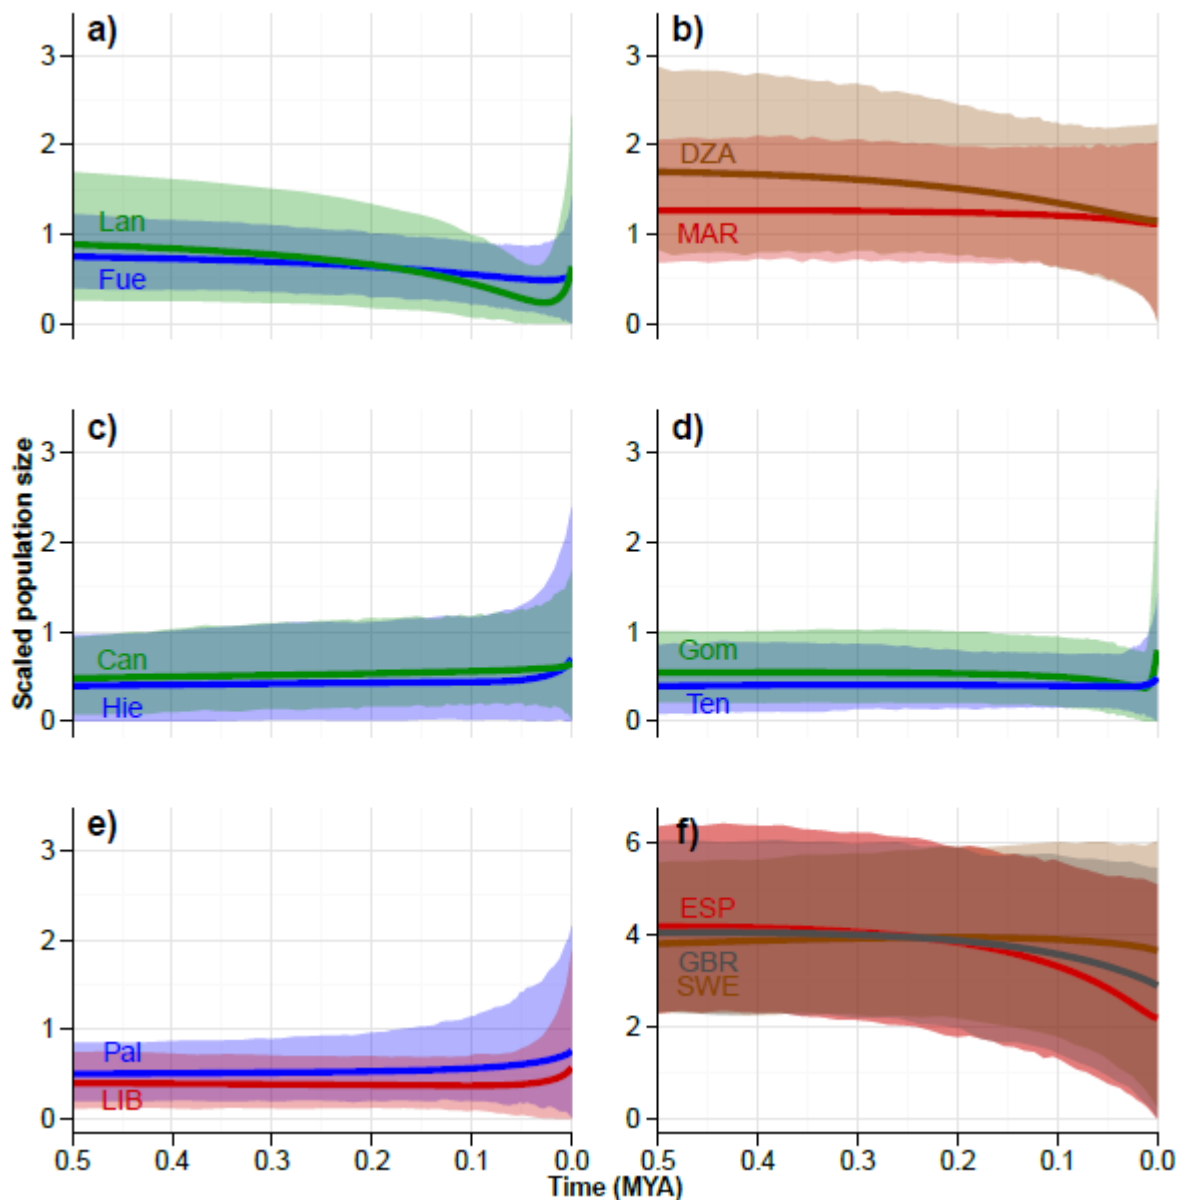 a)
3
2
1
0
Lan
Fue
b)
3
2
1
0
DZA
MAR
Scaled population size
c)
3
2
1
0
Can
Hie
d)
3
2
1
0
Gom
Ten
e)
3
2
1
0
Pal
LIB
0.5 0.4 0.3 0.2 0.1 0.0
f)
6
4
2
0
ESP
GBR
SWE
0.5 0.4 0.3 0.2 0.1 0.0
Time (MYA)